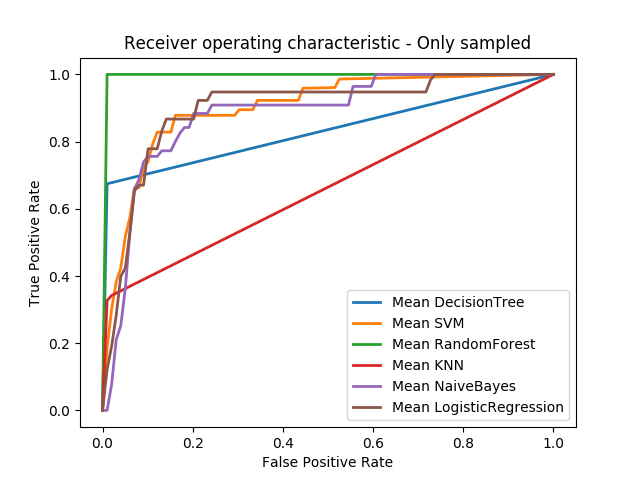 Receiver operating characteristic - Only sampled
1.0
0.8
0.6
0.4
0.2
0.0
True Positive Rate
Mean DecisionTree
Mean SVM
Mean RandomForest
Mean KNN
Mean NaiveBayes
Mean LogisticRegression
0.0 0.2 0.4 0.6 0.8 1.0
False Positive Rate